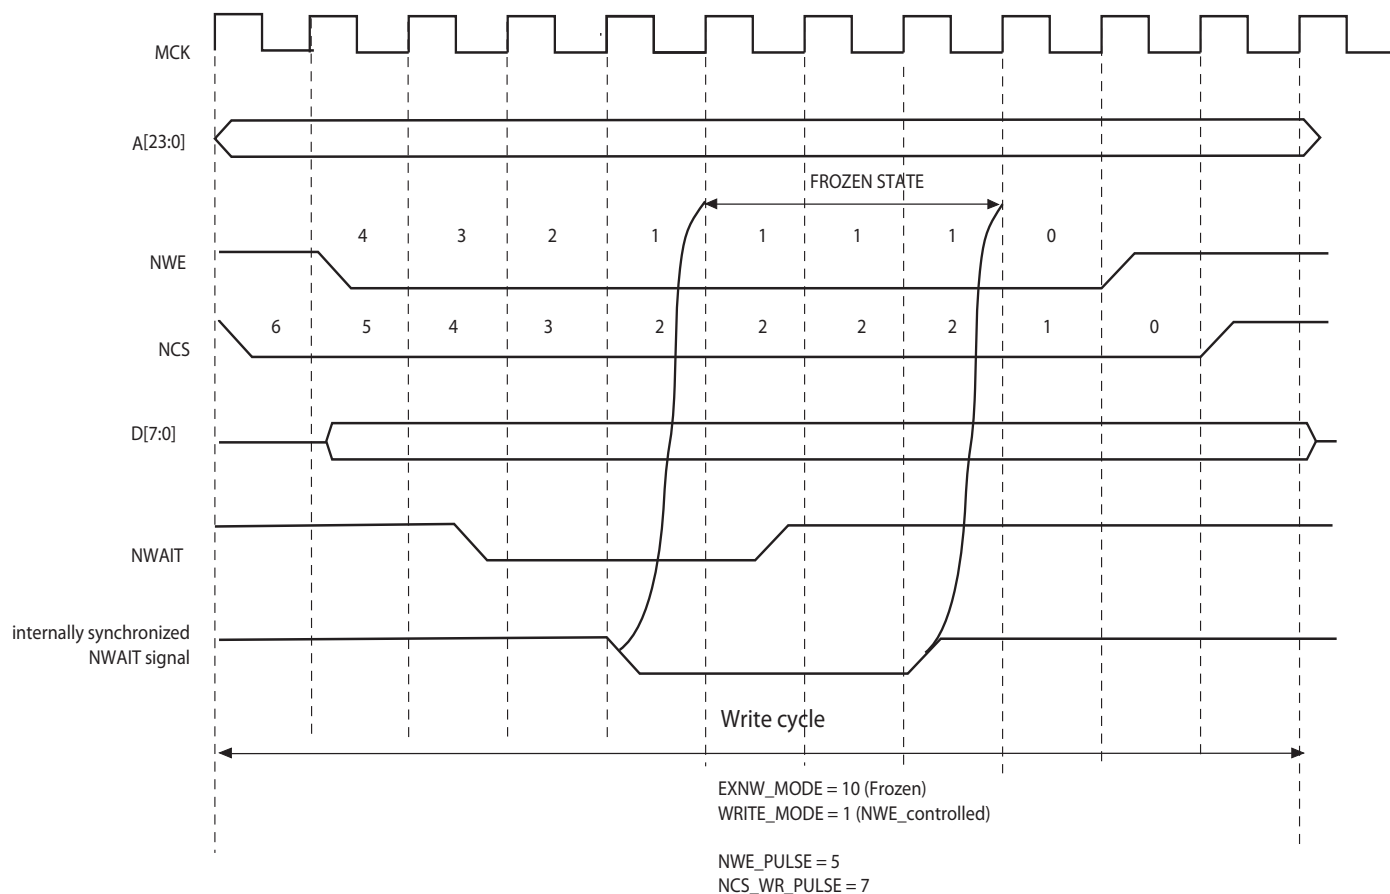 MCK
A[23:0]
FROZEN STATE
4 3 2 1 1 1 1 0
NWE
6 5 4 3 2 2 2 2 1 0
NCS
D[7:0]
NWAIT
internally synchronized
NWAIT signal
Write cycle
EXNW_MODE = 10 (Frozen)
WRITE_MODE = 1 (NWE_controlled)
NWE_PULSE = 5
NCS_WR_PULSE = 7